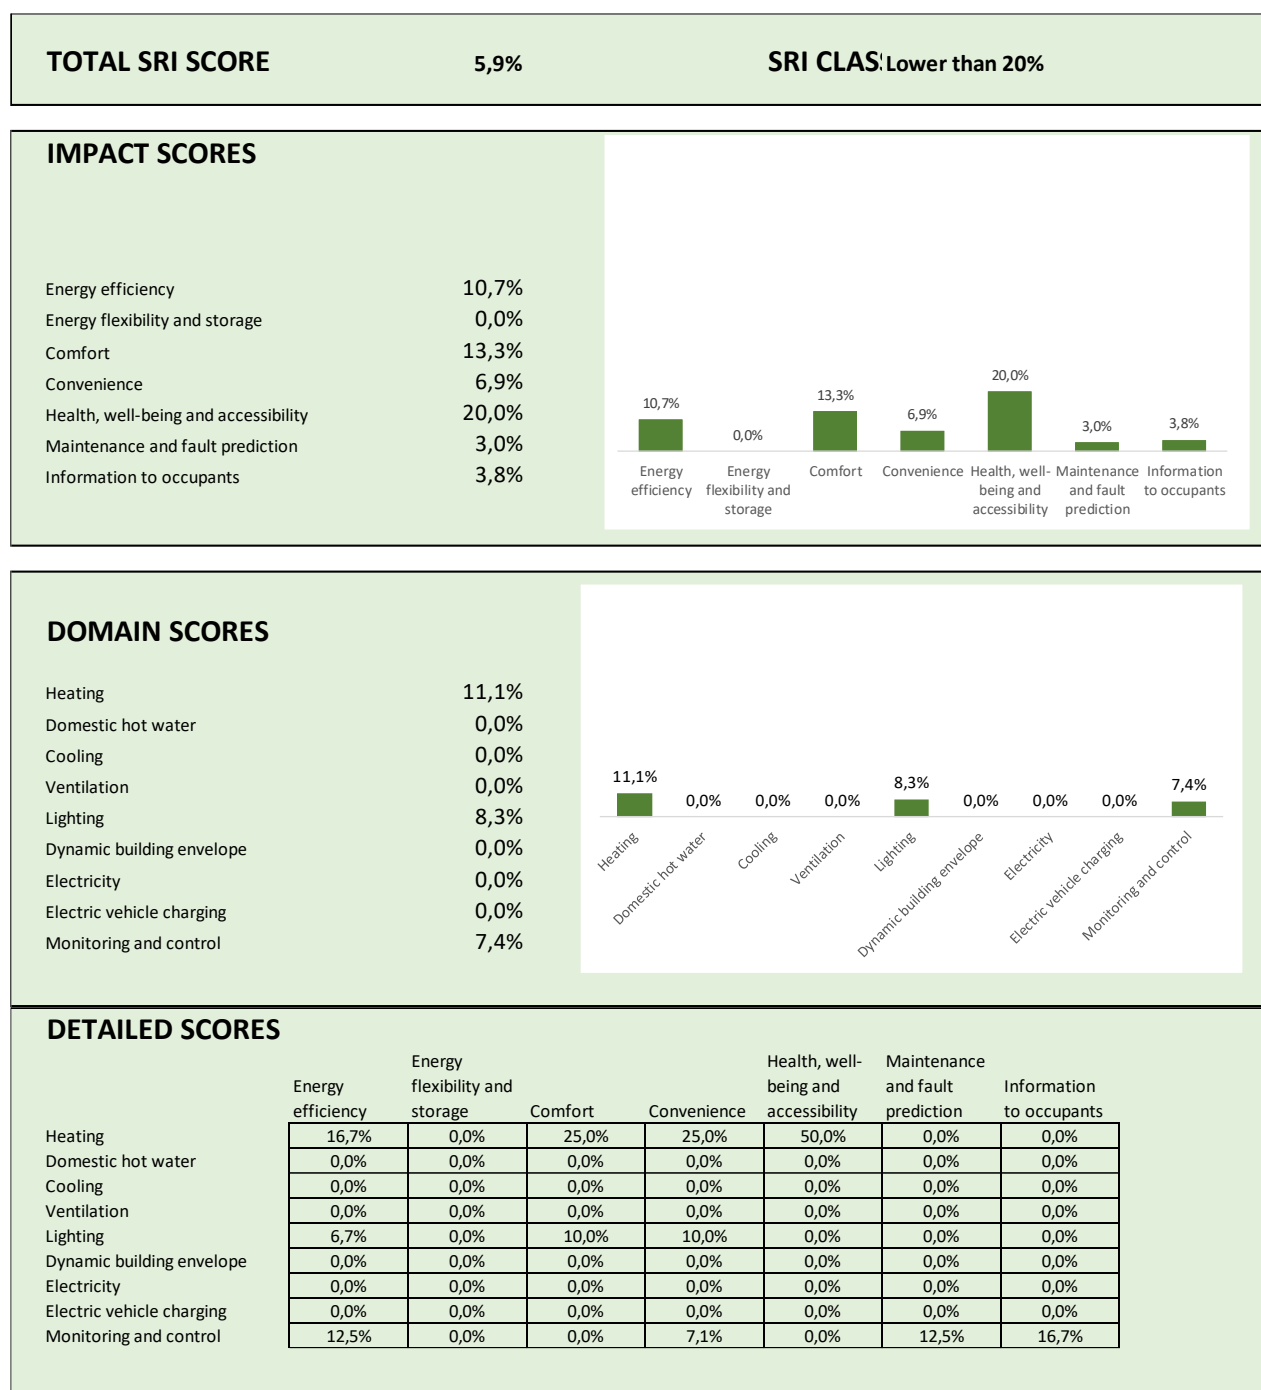 TOTAL SRI SCORE 5,9% SRI CLAS Lower than 20%
IMPACT SCORES
Energy efficiency 10,7%
Energy flexibility and storage 0,0%
Comfort 13,3%
Convenience 6,9%
Health, well-being and accessibility 20,0%
Maintenance and fault prediction 3,0%
Information to occupants 3,8%
10,7% 0,0% 13,3% 6,9% 20,0% 3,0% 3,8%
Energy Energy Comfort Convenience Health, well- Maintenance Information
efficiency flexibility and being and and fault to occupants
storage accessibility prediction
DOMAIN SCORES
Heating 11,1%
Domestic hot water 0,0%
Cooling 0,0%
Ventilation 0,0%
Lighting 8,3%
Dynamic building envelope 0,0%
Electricity 0,0%
Electric vehicle charging 0,0%
Monitoring and control 7,4%
11,1% 0,0% 0,0% 0,0% 8,3% 0,0% 0,0% 0,0% 7,4%
Heating
Domestic hot water
Cooling
Ventilation
Lighting
Dynamic building envelope
Electricity
Electric vehicle charging
Monitoring and control
DETAILED SCORES
Energy Health, well- Maintenance
Energy flexibility and being and and fault Information
efficiency storage Comfort Convenience accessibility prediction to occupants
Heating 16,7% 0,0% 25,0% 25,0% 50,0% 0,0% 0,0%
Domestic hot water 0,0% 0,0% 0,0% 0,0% 0,0% 0,0% 0,0%
Cooling 0,0% 0,0% 0,0% 0,0% 0,0% 0,0% 0,0%
Ventilation 0,0% 0,0% 0,0% 0,0% 0,0% 0,0% 0,0%
Lighting 6,7% 0,0% 10,0% 10,0% 0,0% 0,0% 0,0%
Dynamic building envelope 0,0% 0,0% 0,0% 0,0% 0,0% 0,0% 0,0%
Electricity 0,0% 0,0% 0,0% 0,0% 0,0% 0,0% 0,0%
Electric vehicle charging 0,0% 0,0% 0,0% 0,0% 0,0% 0,0% 0,0%
Monitoring and control 12,5% 0,0% 0,0% 7,1% 0,0% 12,5% 16,7%